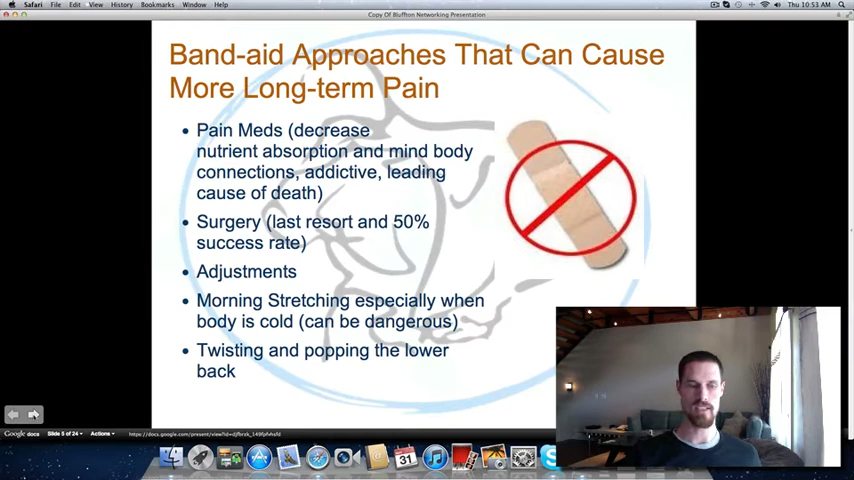 Safari File Edit View History Bookmarks Window Help
Thu 10:53 AM
Copy Of Bluffton Networking Presentation
Band-aid Approaches That Can Cause
More Long-term Pain
Pain Meds (decrease
nutrient absorption and mind body
connections, addictive, leading
cause of death)
Surgery (last resort and 50%
success rate)
Adjustments
Morning Stretching especially when
body is cold (can be dangerous)
Twisting and popping the lower
back
Google docs Slide 5 of 24 Actions
31